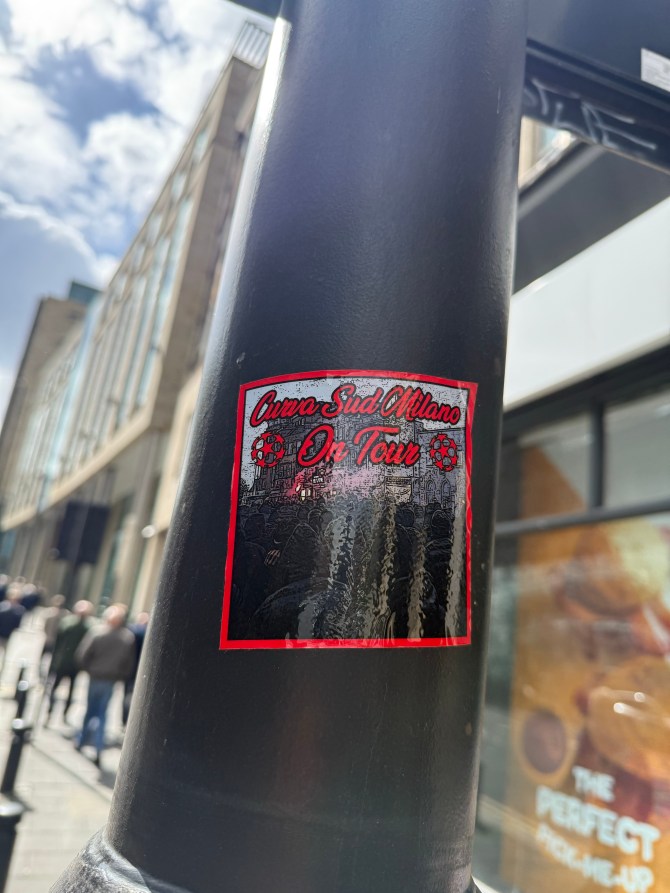 Curva Sud Milano
On Tour
THE
PERFECT
PICK-ME-UP